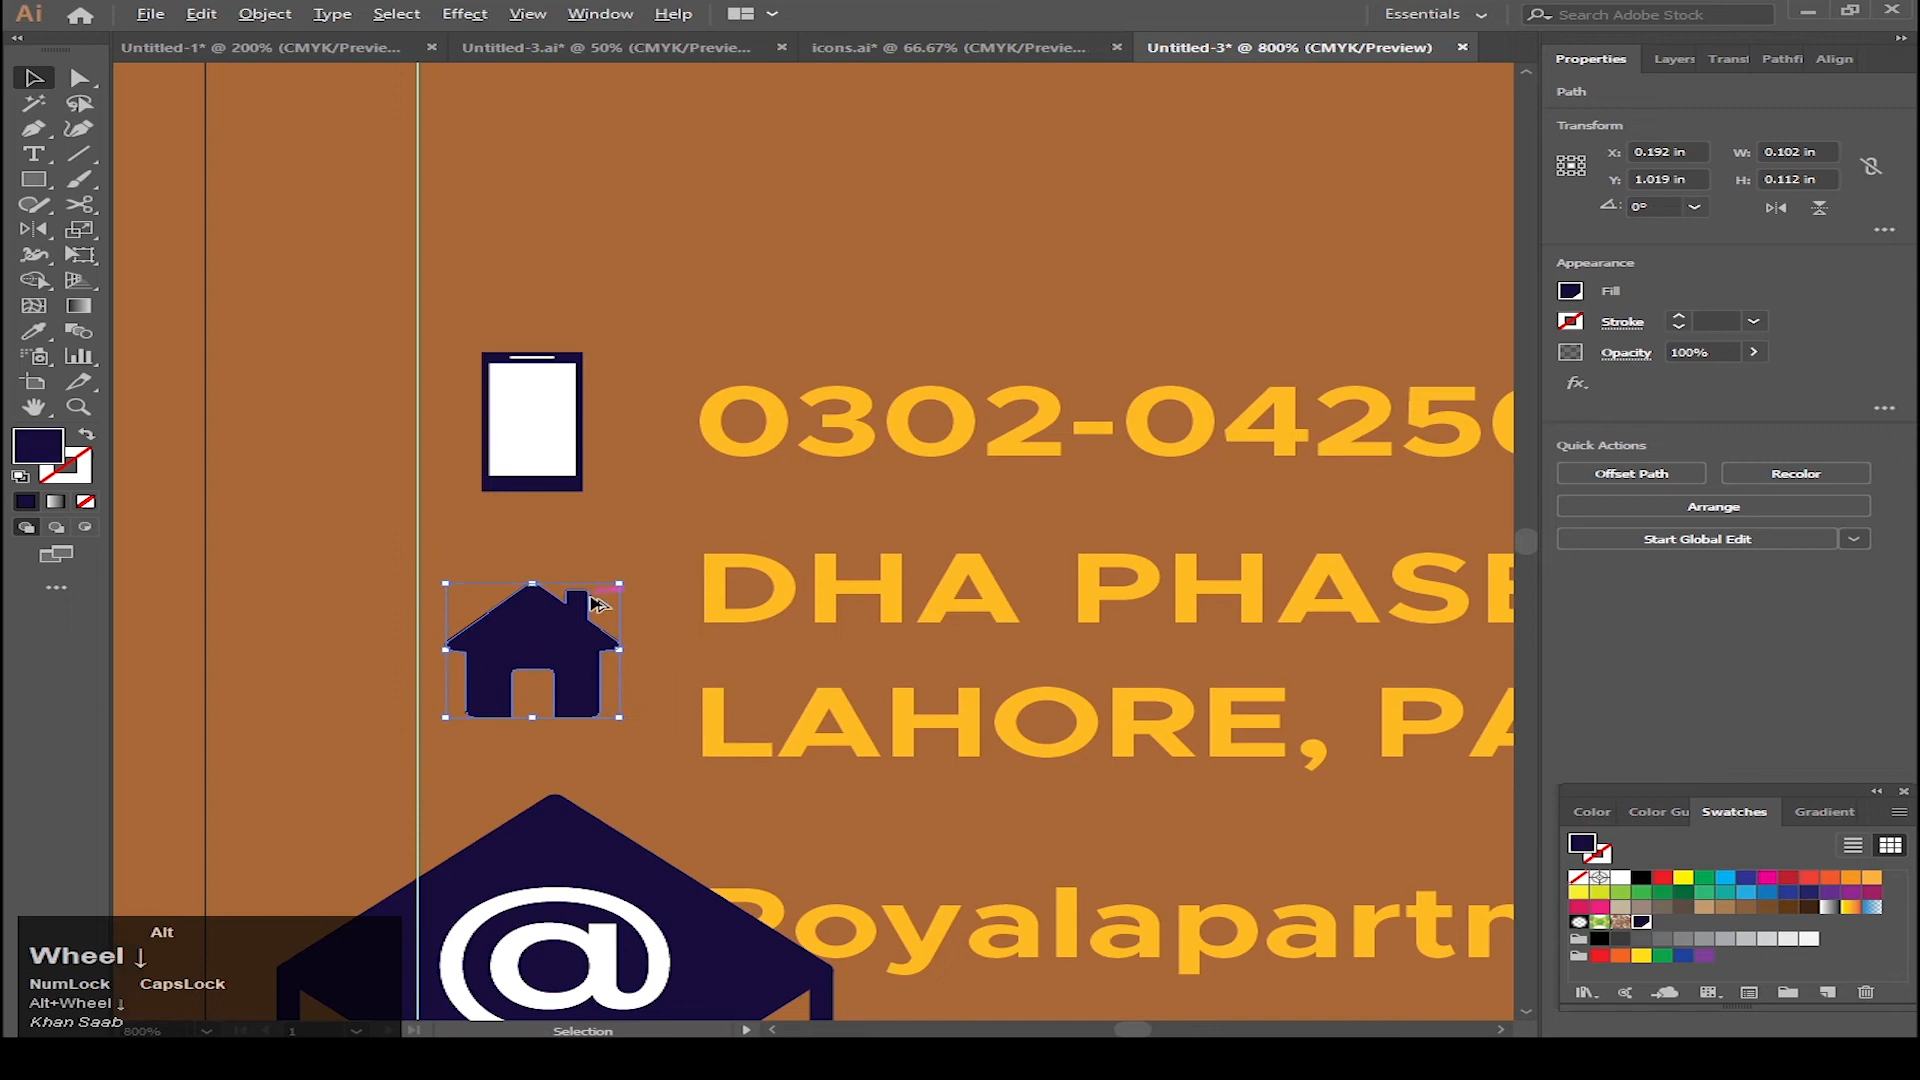 Ai File Edit Object Type Select Effect View Window Help Essentials Search Adobe Stock
Untitled-1* @ 200% (CMYK/Previe... Untitled-3.ai* @ 50% (CMYK/Previe... icons.ai* @ 66.67% (CMYK/Previe... Untitled-3* @ 800% (CMYK/Preview)
Properties Layers Transf Pathfi Align
Path
Transform
X: 0.192 in W: 0.102 in
Y: 1.019 in H: 0.112 in
0°
Appearance
Fill
Stroke
Opacity 100%
fx.
Quick Actions
Offset Path Recolor
Arrange
Start Global Edit
0302-0425
DHA PHASE
LAHORE, PA
@
Royalapartn
Color Color Gu Swatches Gradient
Alt
Wheel ↓
NumLock CapsLock
Alt+Wheel ↓
Khan Saab
800% 1 Selection